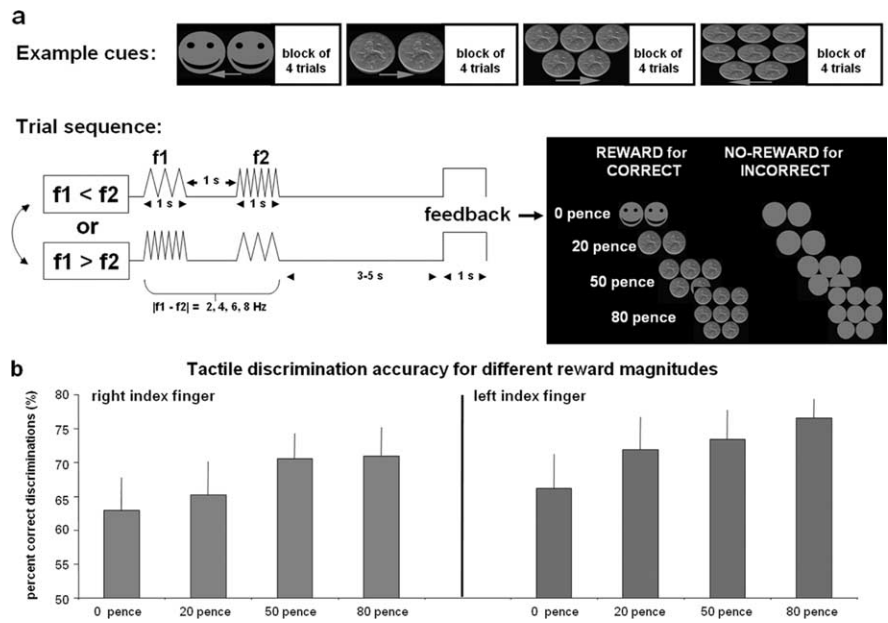 a
Example cues:
block of
4 trials
block of
4 trials
block of
4 trials
block of
4 trials
Trial sequence:
f1 < f2
or
f1 > f2
f1
f2
1 s
1 s
1 s
3-5 s
1 s
|f1 - f2| = 2, 4, 6, 8 Hz
feedback
REWARD for
CORRECT
NO-REWARD for
INCORRECT
0 pence
20 pence
50 pence
80 pence
b
Tactile discrimination accuracy for different reward magnitudes
percent correct discriminations (%)
right index finger
left index finger
80
75
70
65
60
55
50
0 pence
20 pence
50 pence
80 pence
0 pence
20 pence
50 pence
80 pence